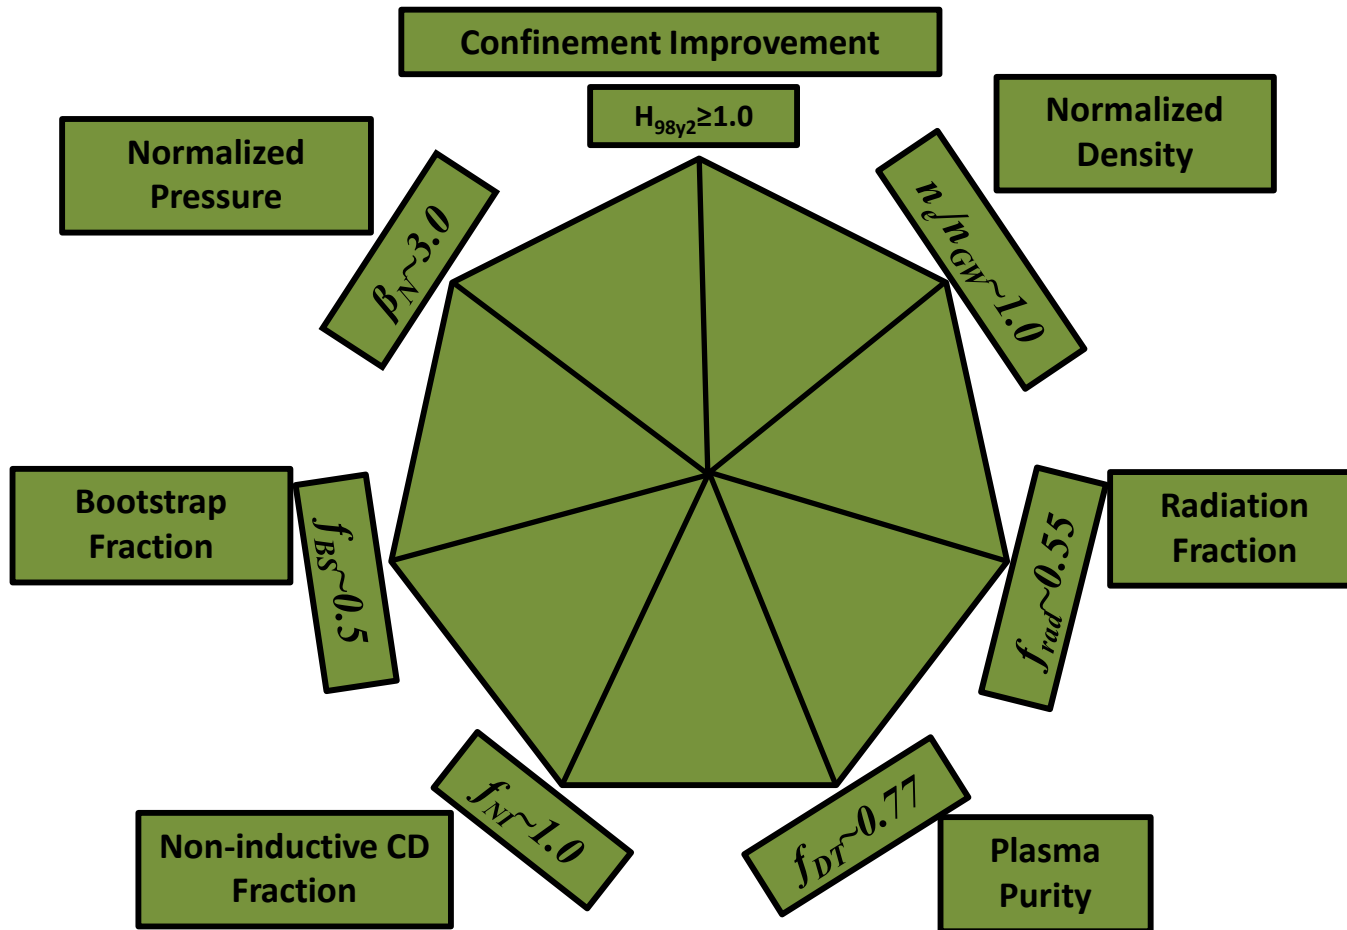 Confinement Improvement
H98y2≥1.0
Normalized
Density
ne/nGW~1.0
Radiation
Fraction
frad~0.55
Plasma
Purity
fDT~0.77
Non-inductive CD
Fraction
fNI~1.0
Bootstrap
Fraction
fBS~0.5
Normalized
Pressure
βN~3.0